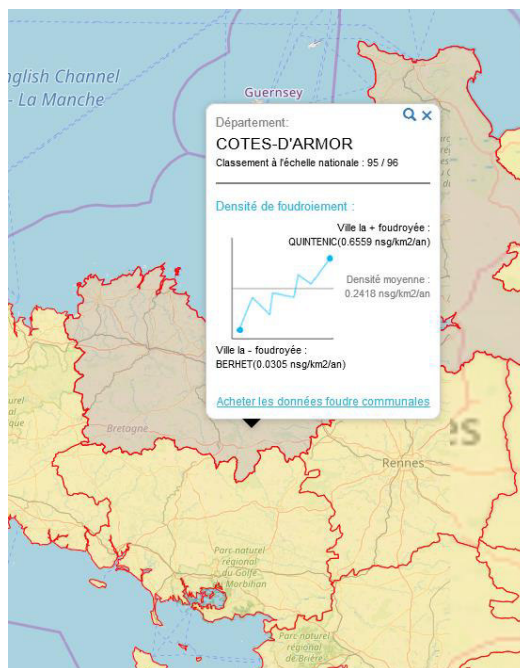 English Channel
- La Manche
Guernsey
Département:
COTES-D'ARMOR
Classement à l'échelle nationale : 95 / 96
Densité de foudroiement :
Ville la + foudroyée :
QUINTENIC(0.6559 nsg/km2/an)
Densité moyenne :
0.2418 nsg/km2/an
Ville la - foudroyée :
BERHET(0.0305 nsg/km2/an)
Acheter les données foudre communales
Bretagne
Rennes
Parc naturel
régional
du Golfe
du Morbihan
Parc naturel
régional
de Brière